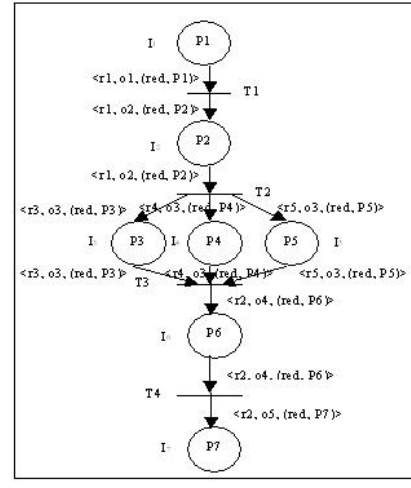 I P1
<r1, o1, (red, P1)>
T1
<r1, o2, (red, P2)>
I P2
<r1, o2, (red, P2)>
T2
<r3, o3, (red, P3)> <r4, o3, (red, P4)> <r5, o3, (red, P5)>
I P3 I P4 P5 I
<r3, o3, (red, P3)> T3 <r4, o3, (red, P4)> <r5, o3, (red, P5)>
<r2, o4, (red, P6)>
I P6
<r2, o4, (red, P6)>
T4
<r2, o5, (red, P7)>
I P7